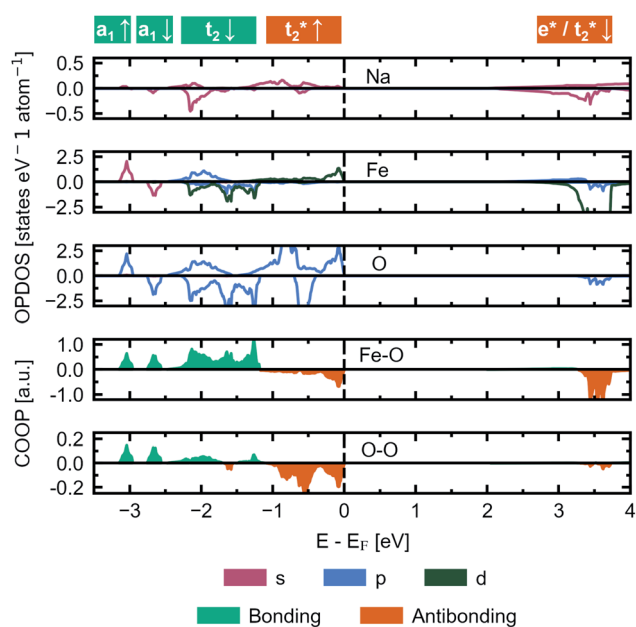 a₁ ↑ a₁ ↓ t₂ ↓ t₂* ↑ e* / t₂* ↓
OPDOS [states eV⁻1 atom⁻¹]
COOP [a.u.]
0.5
0.0
−0.5
Na
2.5
0.0
−2.5
Fe
2.5
0.0
−2.5
O
1.0
0.0
-1.0
Fe-O
0.2
0.0
-0.2
O-O
−3 −2 −1 0 1 2 3 4
E - E_F [eV]
s p d
Bonding Antibonding